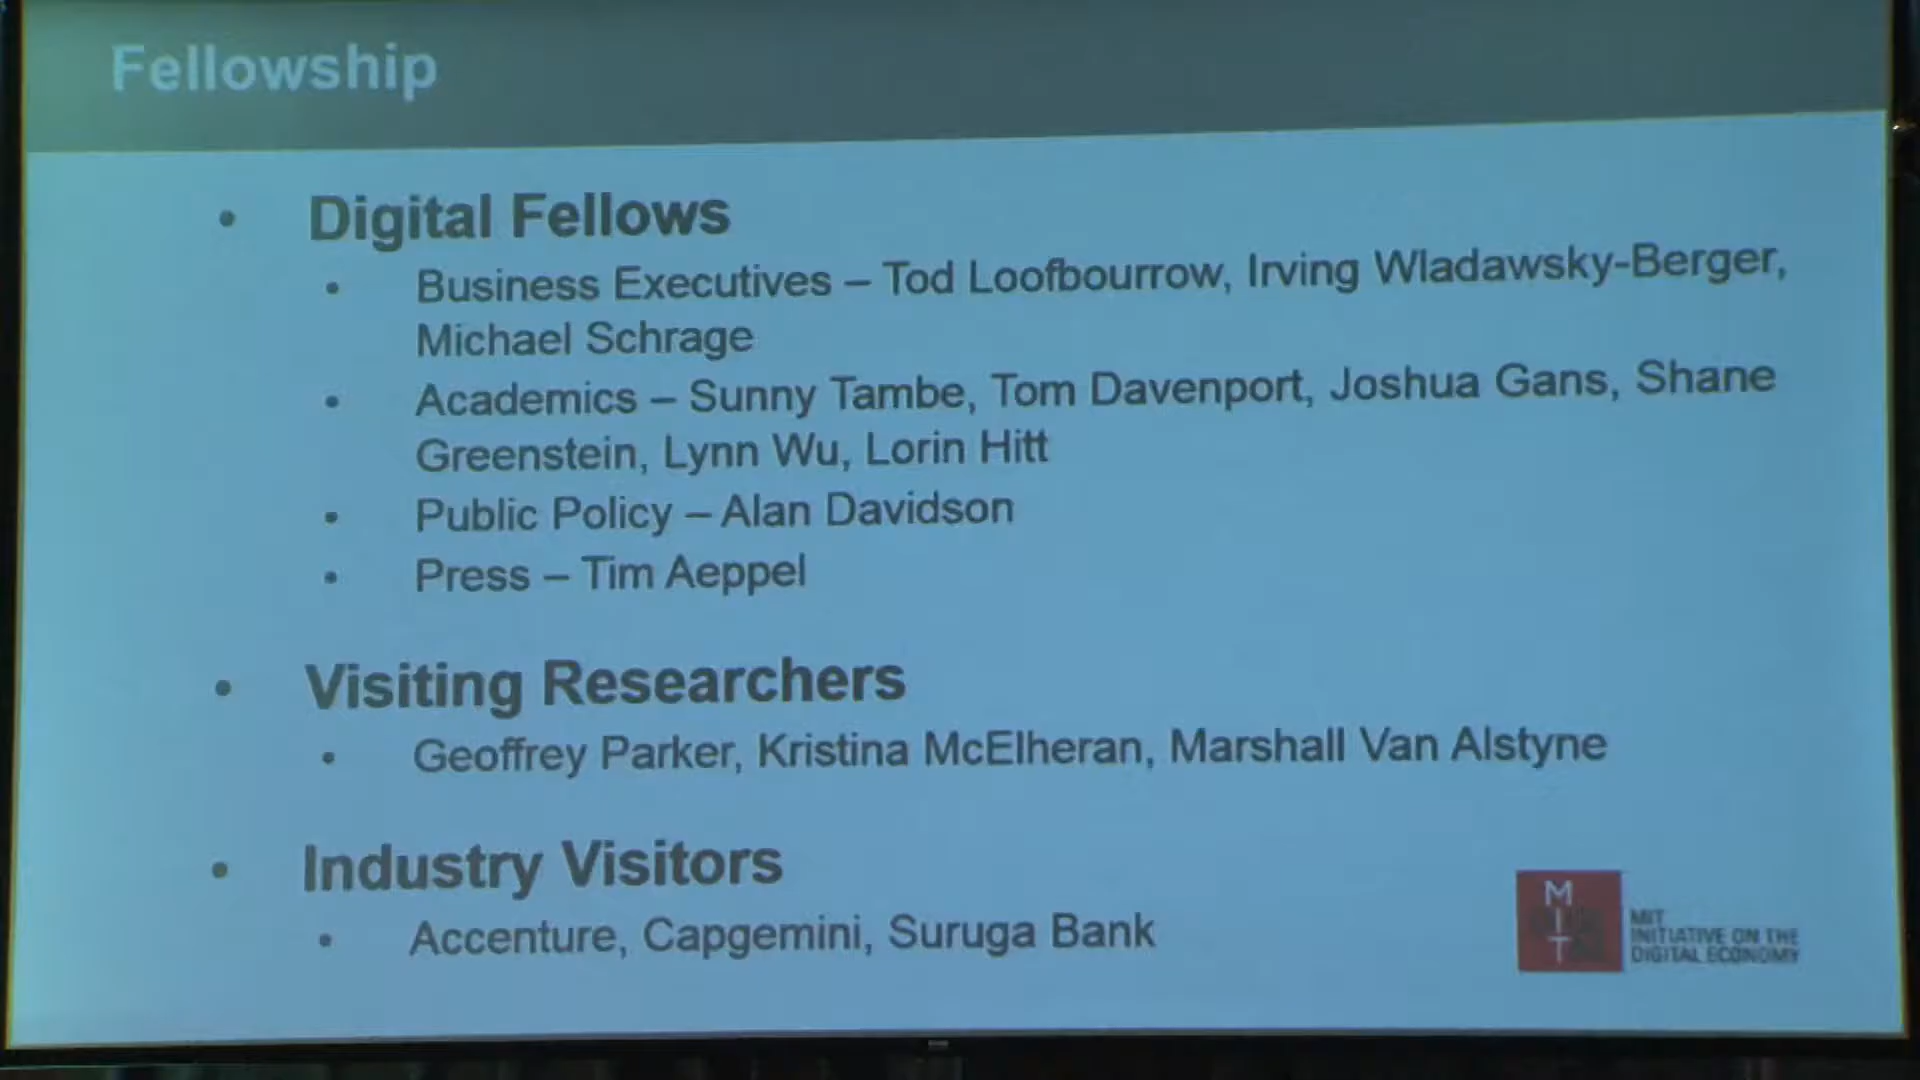 Fellowship
• Digital Fellows
• Business Executives – Tod Loofbourrow, Irving Wladawsky-Berger,
Michael Schrage
• Academics – Sunny Tambe, Tom Davenport, Joshua Gans, Shane
Greenstein, Lynn Wu, Lorin Hitt
• Public Policy – Alan Davidson
• Press – Tim Aeppel
• Visiting Researchers
• Geoffrey Parker, Kristina McElheran, Marshall Van Alstyne
• Industry Visitors
• Accenture, Capgemini, Suruga Bank
M
I
T
MIT
INITIATIVE ON THE
DIGITAL ECONOMY